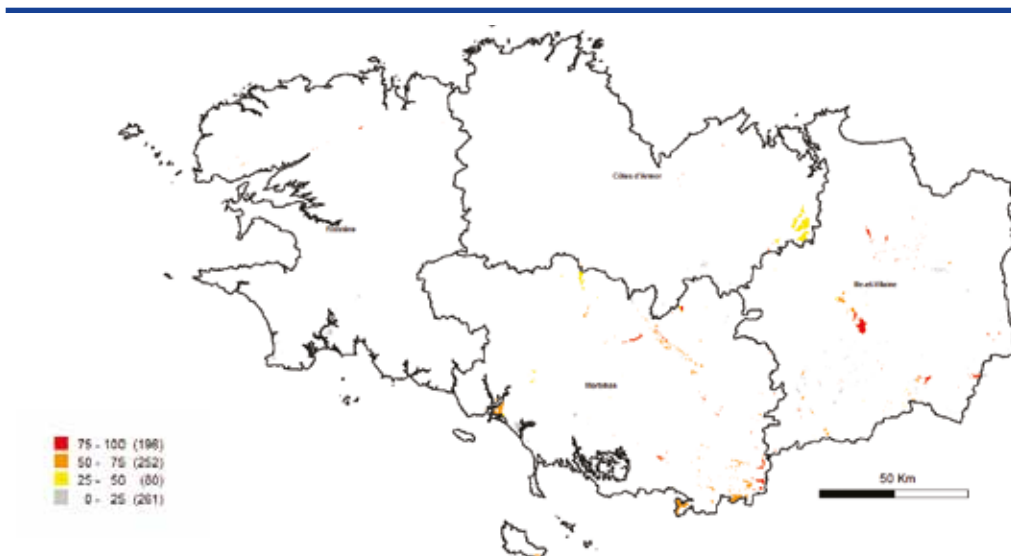 Côtes d'Armor
Finistère
Ille-et-Vilaine
Morbihan
75 - 100 (196)
50 - 75 (252)
25 - 50 (80)
0 - 25 (261)
50 Km